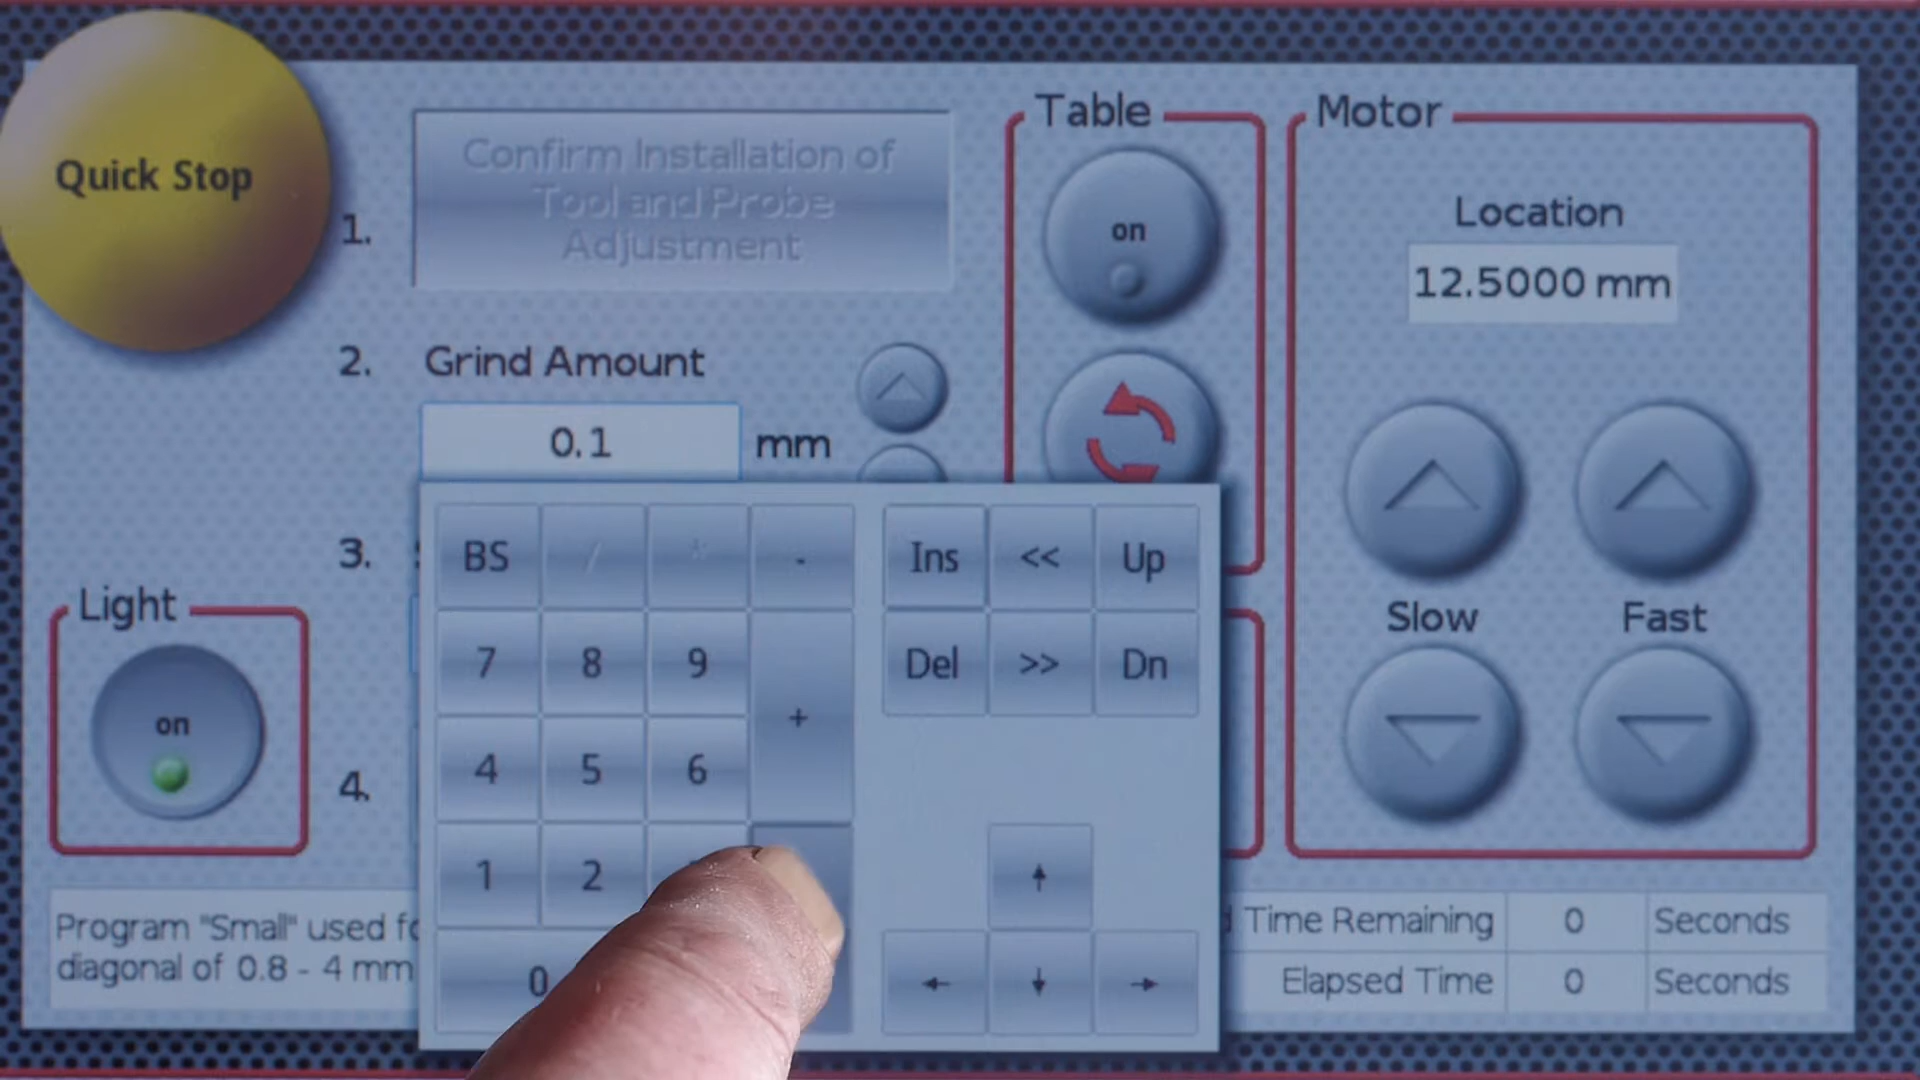 Quick Stop
1.
Confirm Installation of
Tool and Probe
Adjustment
2.
Grind Amount
0.1 mm
3.
4.
Light
on
Table
on
Motor
Location
12.5000 mm
Slow
Fast
BS / * -
7 8 9 +
4 5 6
1 2
0
Ins << Up
Del >> Dn
Program "Small" used
diagonal of 0.8 - 4 mm
Time Remaining 0 Seconds
Elapsed Time 0 Seconds